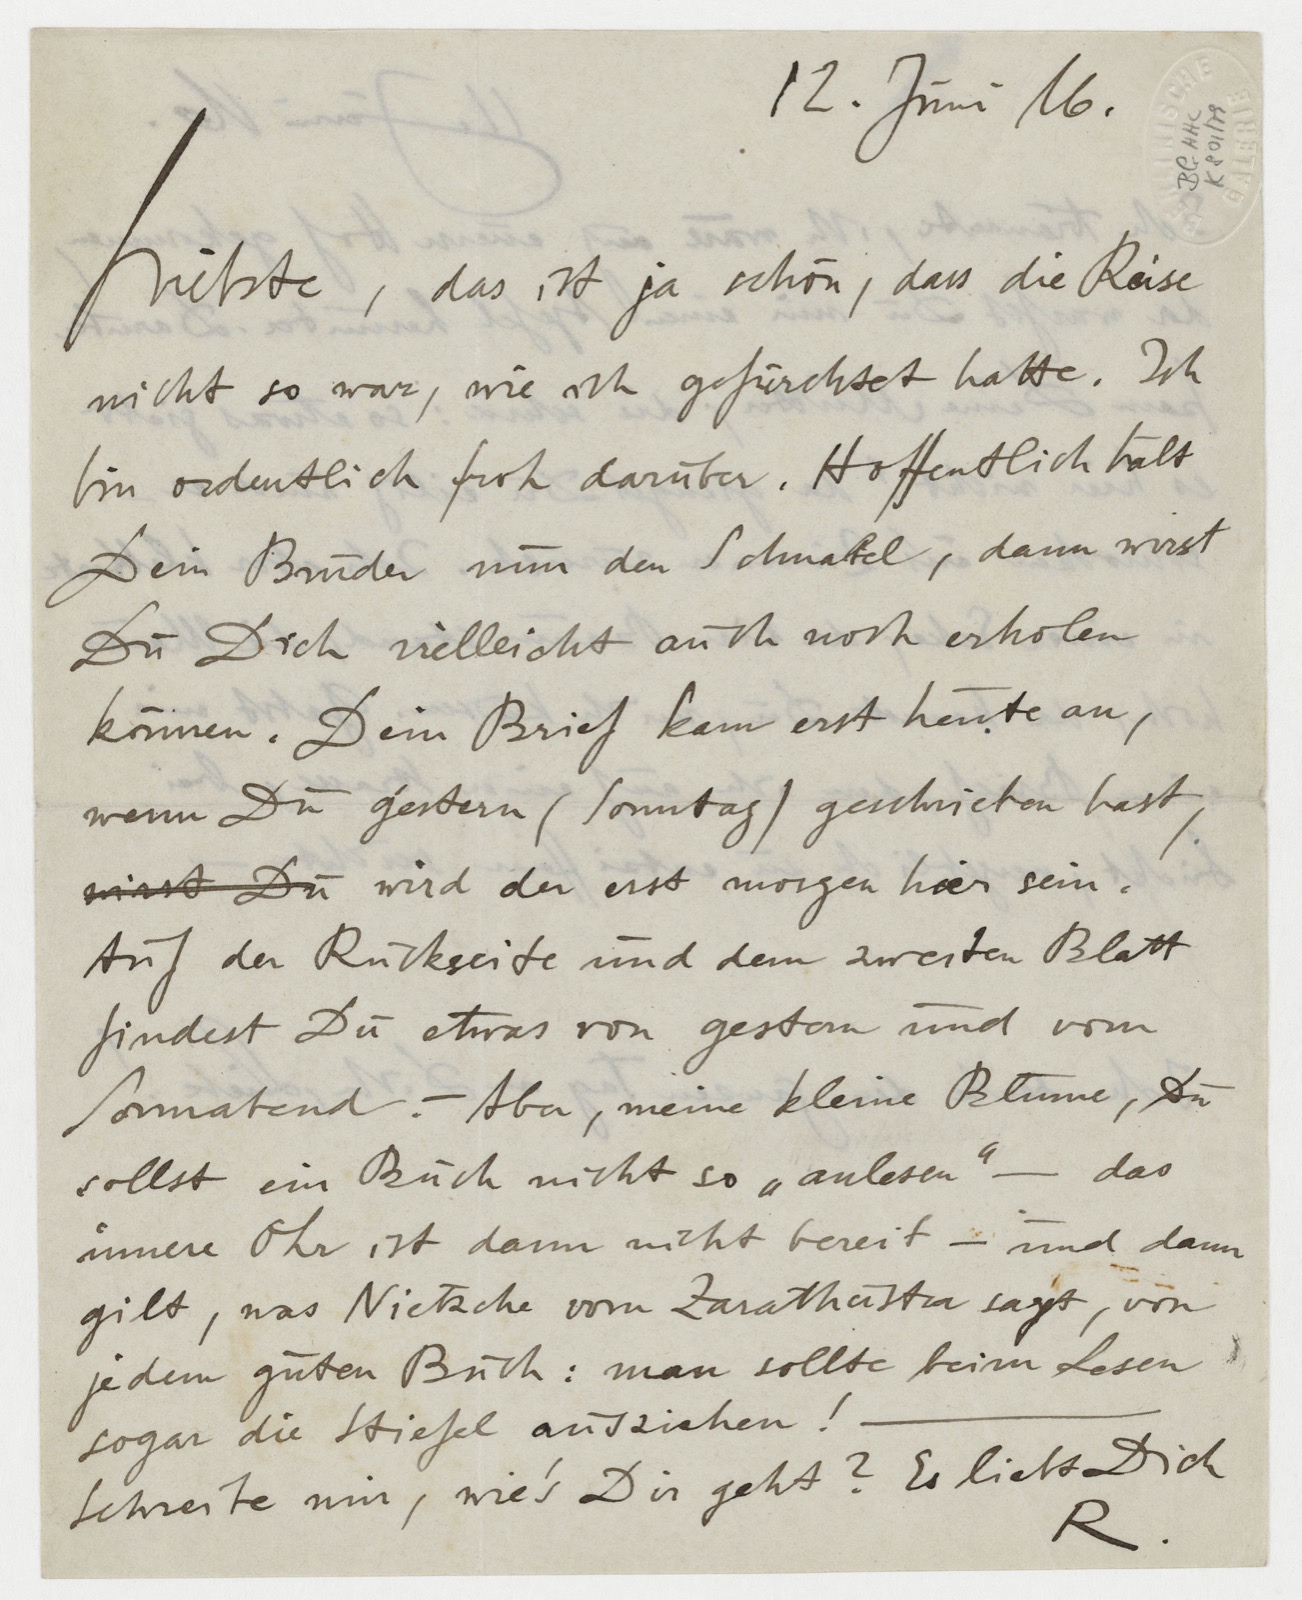 12. Juni 16.
BG-AHC
K 801/79
BERLINISCHE
GALERIE
Liebste, das ist ja schön, dass die Reise
nicht so war, wie ich gefürchtet hatte. Ich
bin ordentlich froh darüber. Hoffentlich hält
Dein Bruder nun den Schnabel, dann wirst
Du Dich vielleicht auch noch erholen
können. Dein Brief kam erst heute an,
wenn Du gestern (Sonntag) geschrieben hast,
wirst Du wird der erst morgen hier sein.
Auf der Rückseite und dem zweiten Blatt
findest Du etwas von gestern und vom
Sonnabend. – Aber, meine kleine Blume, Du
sollst ein Buch nicht so „anlesen“ — das
innere Ohr ist dann nicht bereit – und dann
gilt, was Nietzsche vom Zarathustra sagt, von
jedem guten Buch: man sollte beim Lesen
sogar die Stiefel ausziehen! —
Schreibe mir, wie's Dir geht? Es liebt Dich
R.